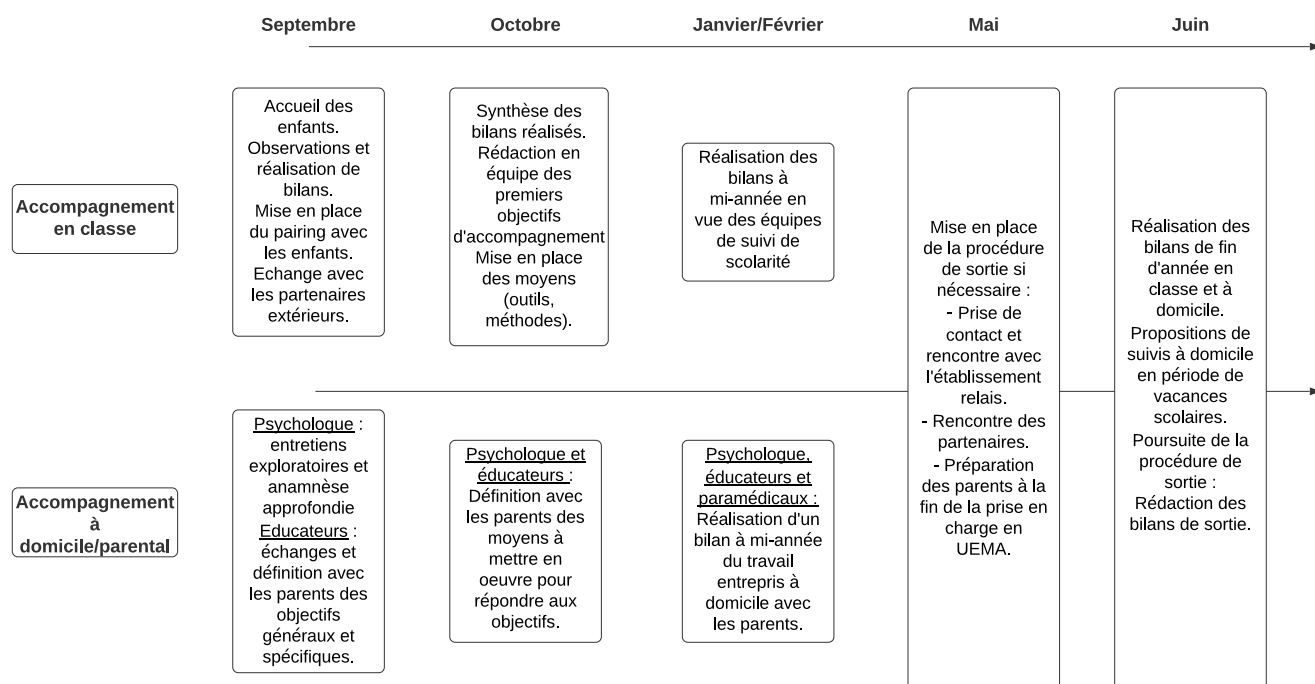 Septembre
Octobre
Janvier/Février
Mai
Juin
Accompagnement
en classe
Accueil des
enfants.
Observations et
réalisation de
bilans.
Mise en place
du pairing avec
les enfants.
Echange avec
les partenaires
extérieurs.
Synthèse des
bilans réalisés.
Rédaction en
équipe des
premiers
objectifs
d'accompagnement
Mise en place
des moyens
(outils,
méthodes).
Réalisation des
bilans à
mi-année en
vue des équipes
de suivi de
scolarité
Mise en place
de la procédure
de sortie si
nécessaire :
- Prise de
contact et
rencontre avec
l'établissement
relais.
- Rencontre des
partenaires.
- Préparation
des parents à la
fin de la prise en
charge en
UEMA.
Réalisation des
bilans de fin
d'année en
classe et à
domicile.
Propositions de
suivis à domicile
en période de
vacances
scolaires.
Poursuite de la
procédure de
sortie :
Rédaction des
bilans de sortie.
Accompagnement
à
domicile/parental
Psychologue :
entretiens
exploratoires et
anamnèse
approfondie
Educateurs :
échanges et
définition avec
les parents des
objectifs
généraux et
spécifiques.
Psychologue et
éducateurs :
Définition avec
les parents des
moyens à
mettre en
oeuvre pour
répondre aux
objectifs.
Psychologue,
éducateurs et
paramédicaux :
Réalisation d'un
bilan à mi-année
du travail
entrepris à
domicile avec
les parents.